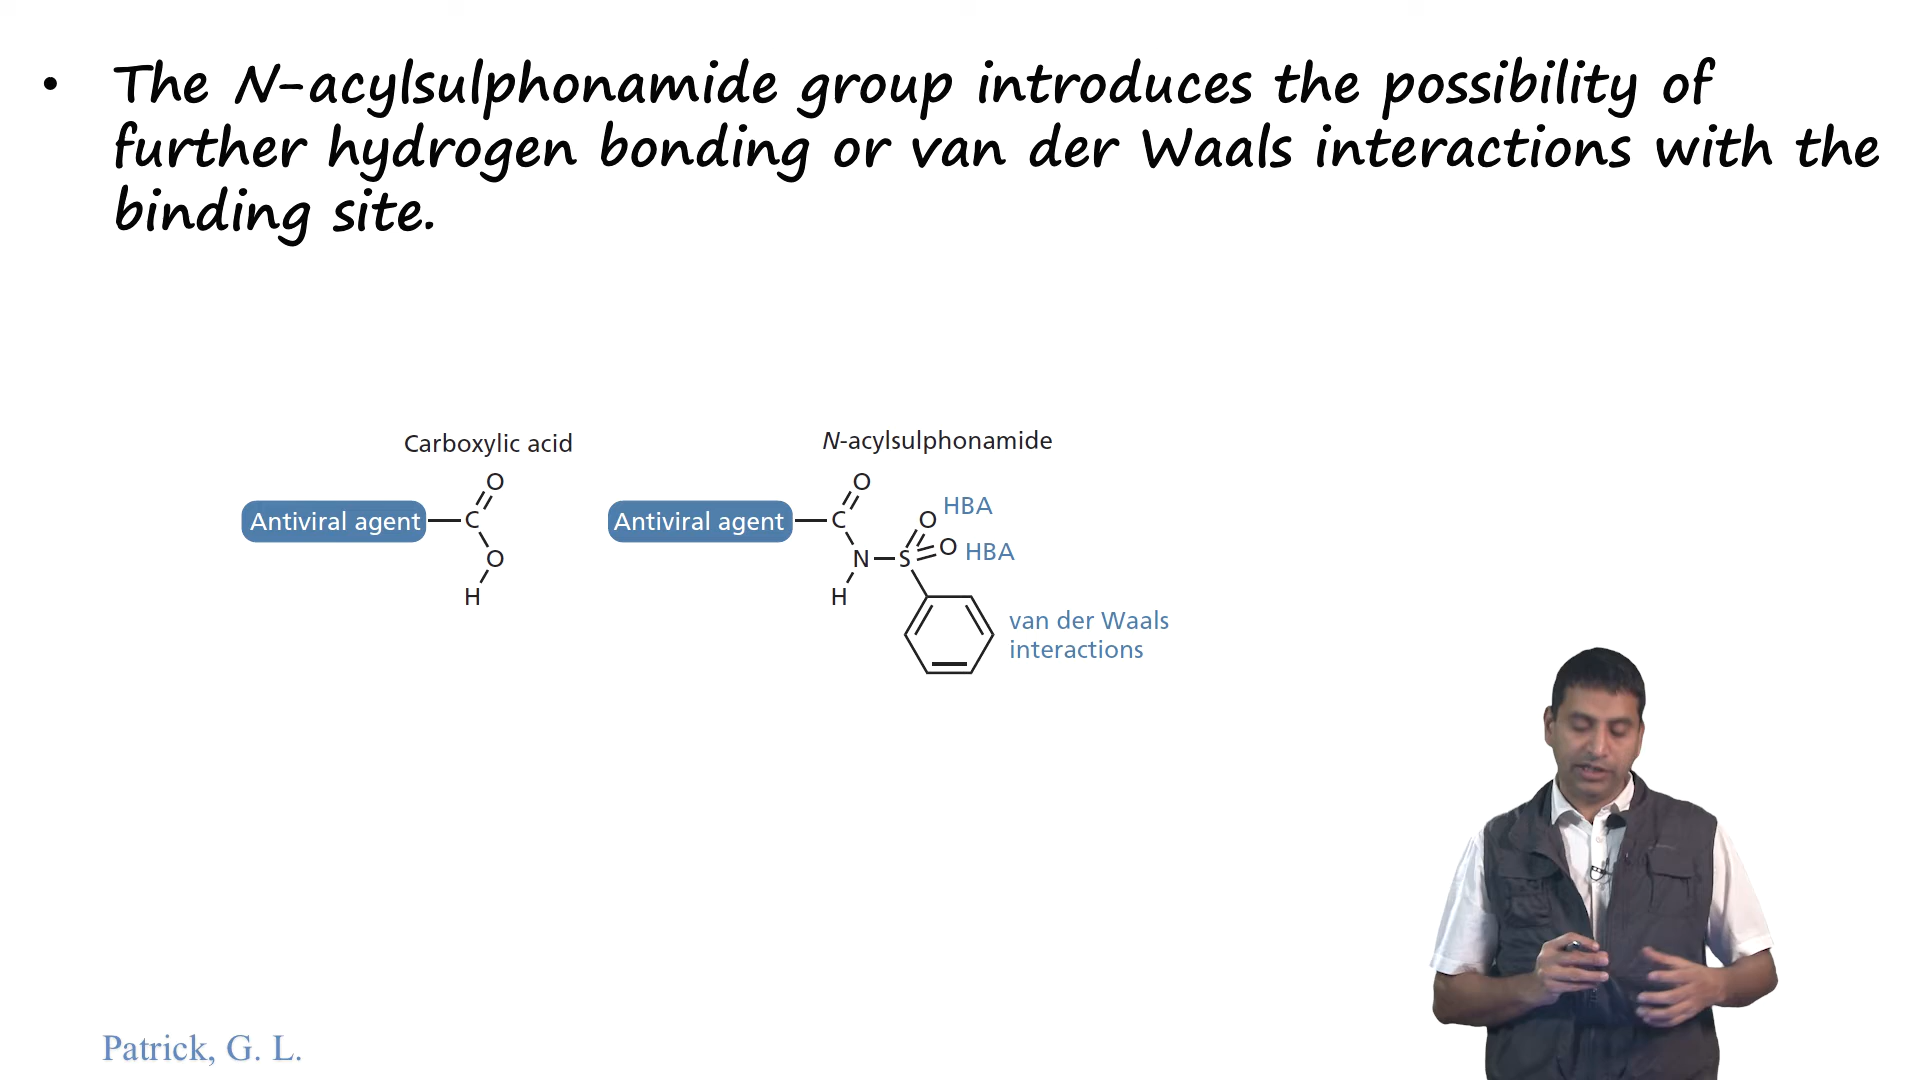 • The N-acylsulphonamide group introduces the possibility of
further hydrogen bonding or van der Waals interactions with the
binding site.
Carboxylic acid
N-acylsulphonamide
O
O
HBA
O
Antiviral agent
C
Antiviral agent
C
O
HBA
O
N
S
H
H
van der Waals
interactions
Patrick, G. L.